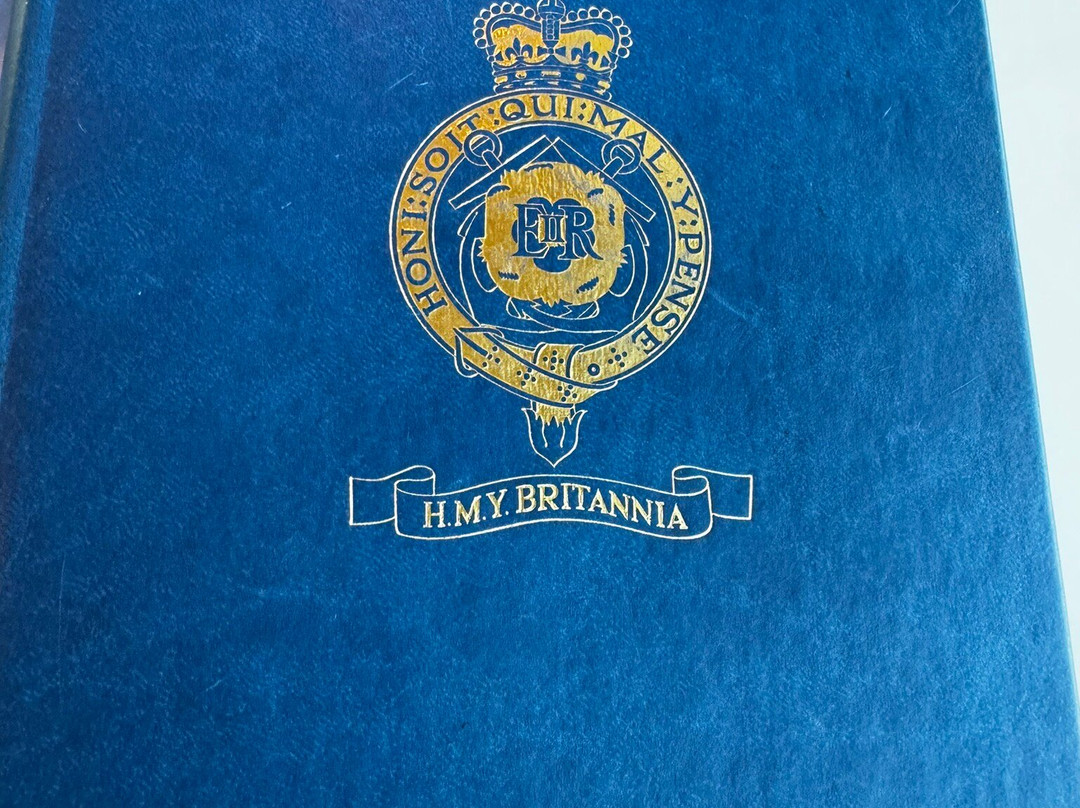 HONI:SOIT:QUI:MAL:Y:PENSE
EIIR
H.M.Y. BRITANNIA